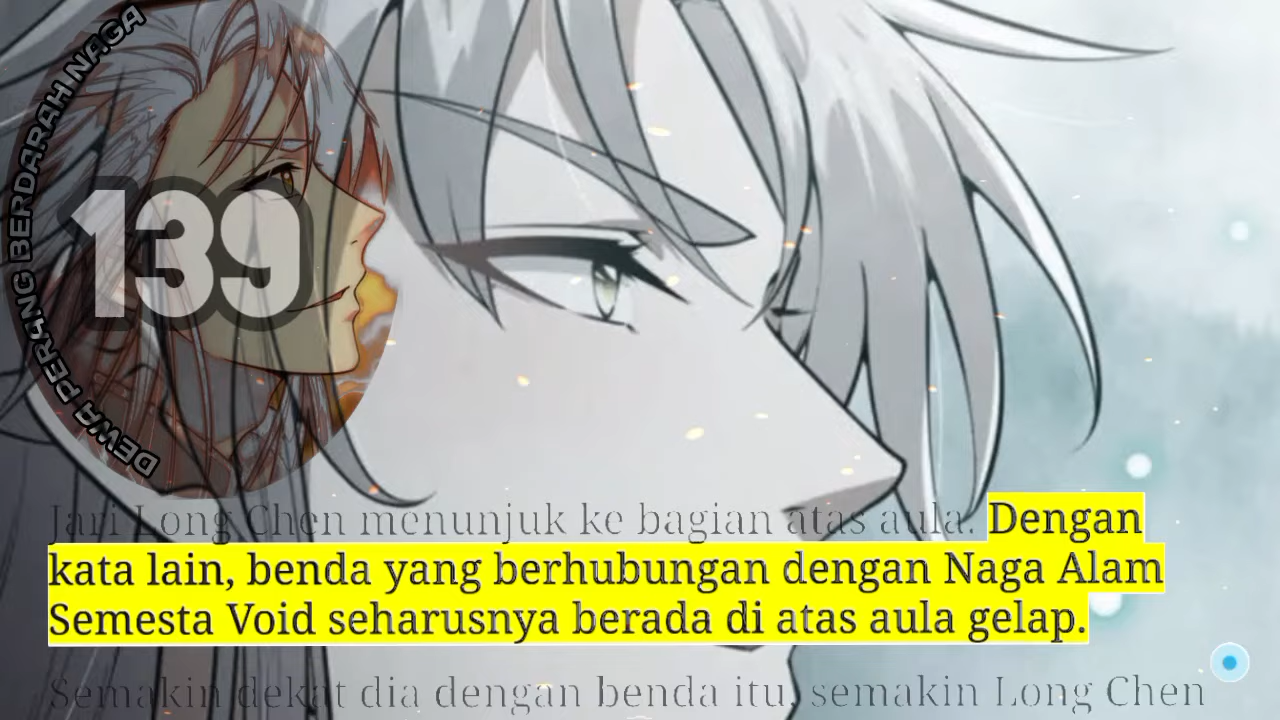 DEWA PERANG BERDARAH NAGA
139
Jari Long Chen menunjuk ke bagian atas aula. Dengan
kata lain, benda yang berhubungan dengan Naga Alam
Semesta Void seharusnya berada di atas aula gelap.
Semakin dekat dia dengan benda itu, semakin Long Chen